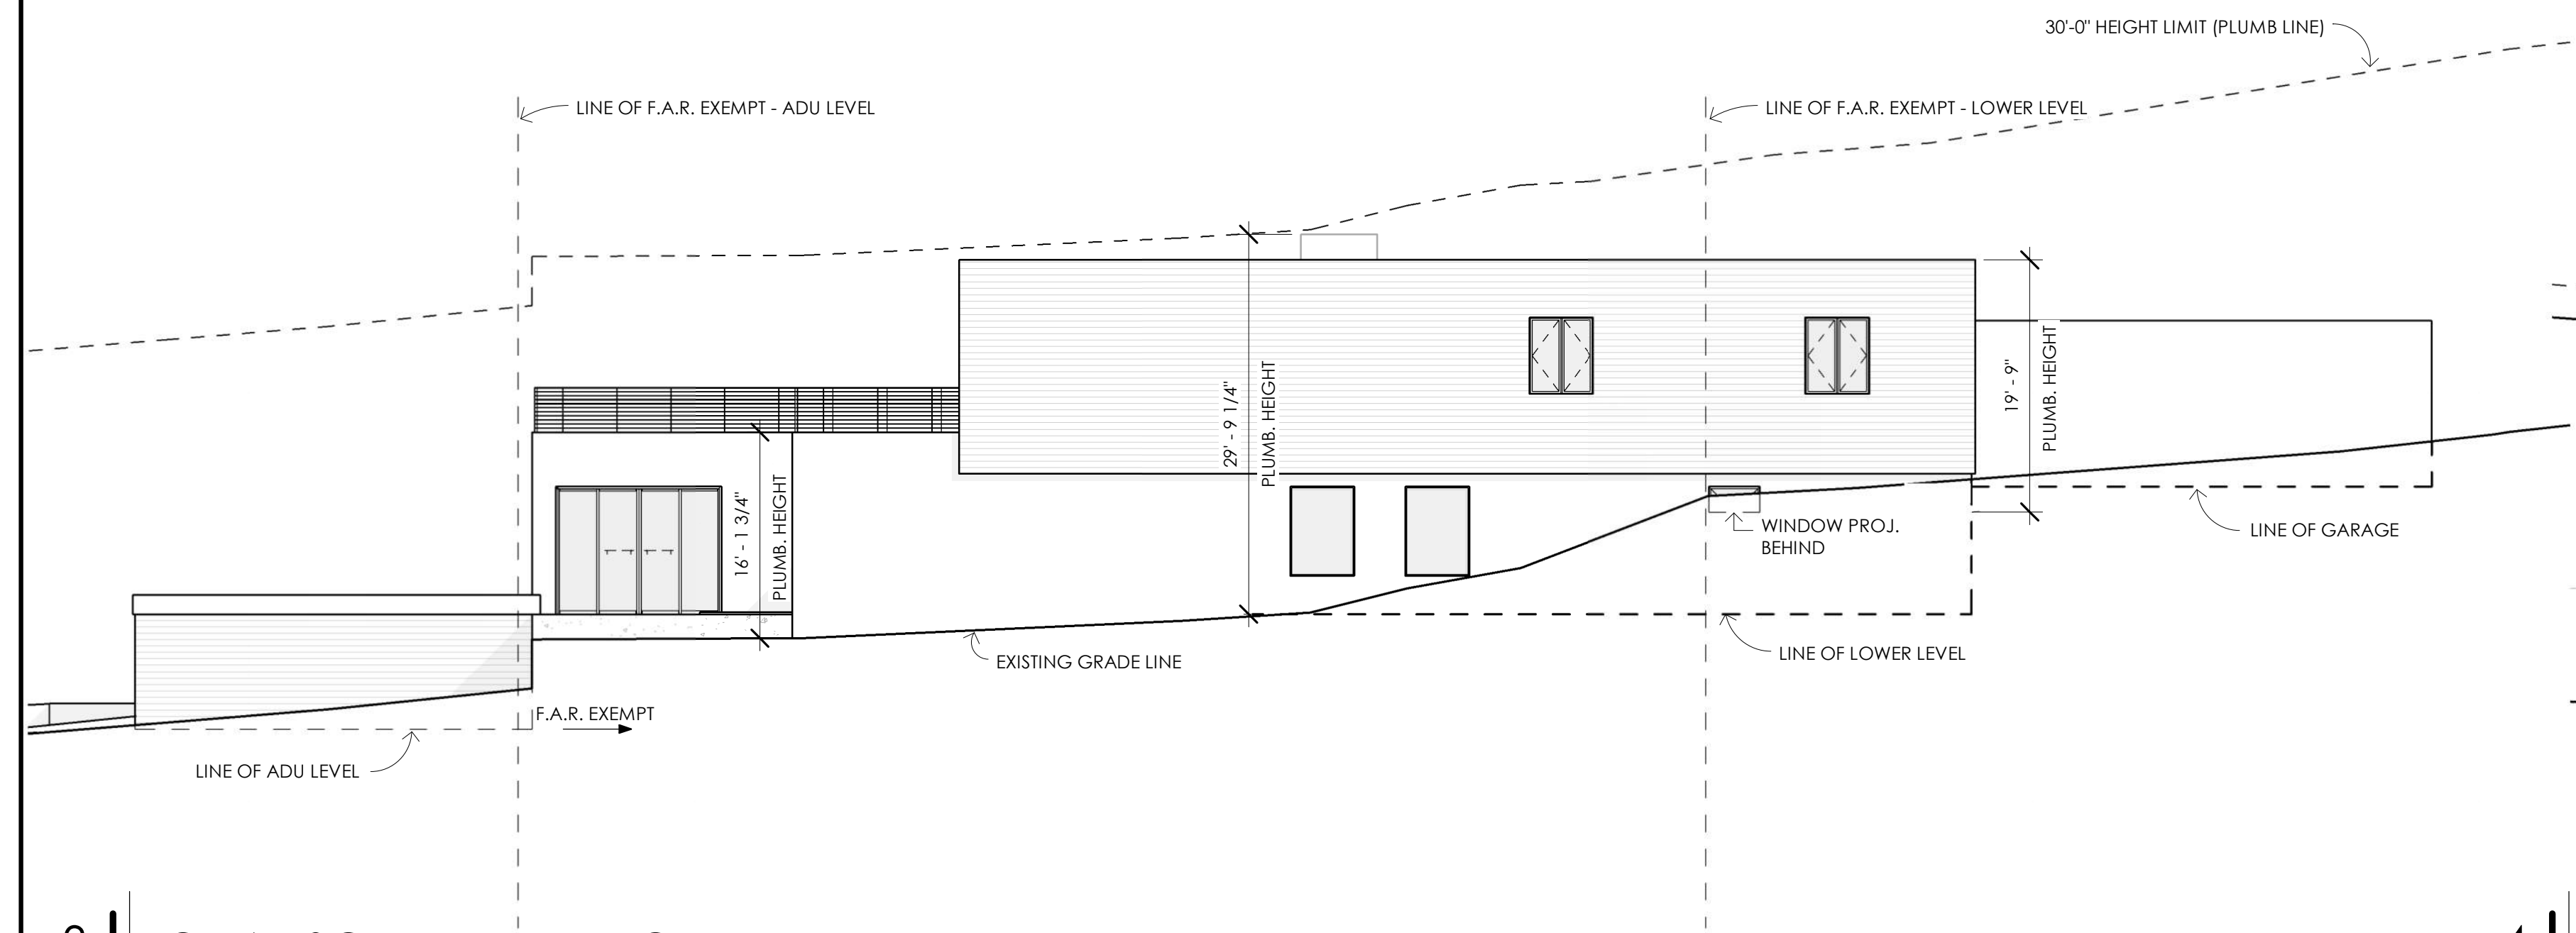 30'-0" HEIGHT LIMIT (PLUMB LINE)
LINE OF F.A.R. EXEMPT - ADU LEVEL
LINE OF F.A.R. EXEMPT - LOWER LEVEL
29' - 9 1/4"
PLUMB. HEIGHT
19' - 9"
PLUMB. HEIGHT
16' - 1 3/4"
PLUMB. HEIGHT
WINDOW PROJ.
BEHIND
LINE OF GARAGE
EXISTING GRADE LINE
LINE OF LOWER LEVEL
F.A.R. EXEMPT
LINE OF ADU LEVEL